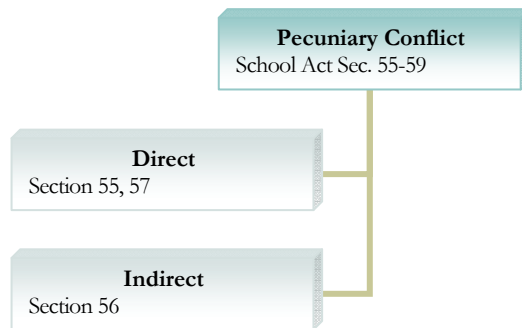 Pecuniary Conflict
School Act Sec. 55-59
Direct
Section 55, 57
Indirect
Section 56